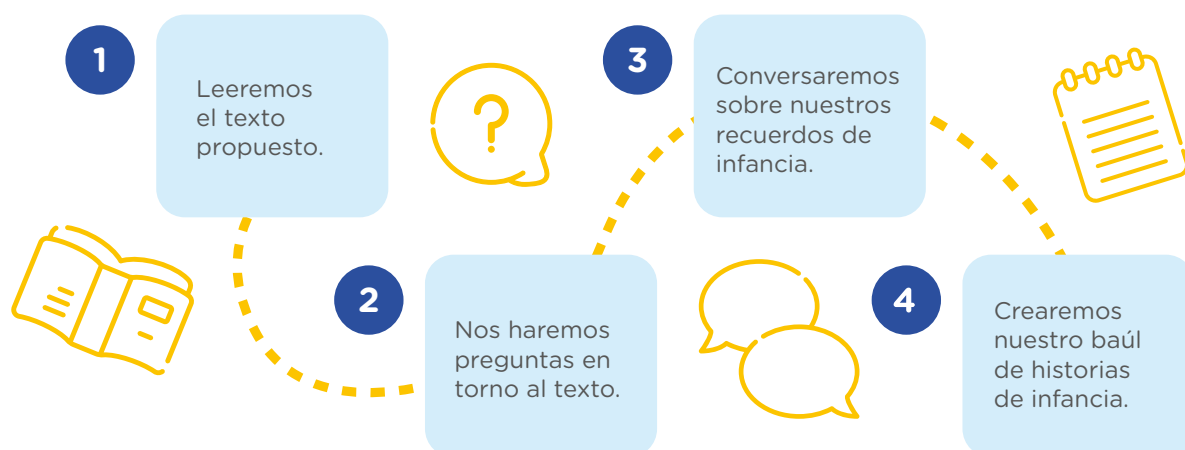 1
Leeremos
el texto
propuesto.
?
2
Nos haremos
preguntas en
torno al texto.
3
Conversaremos
sobre nuestros
recuerdos de
infancia.
4
Crearemos
nuestro baúl
de historias
de infancia.